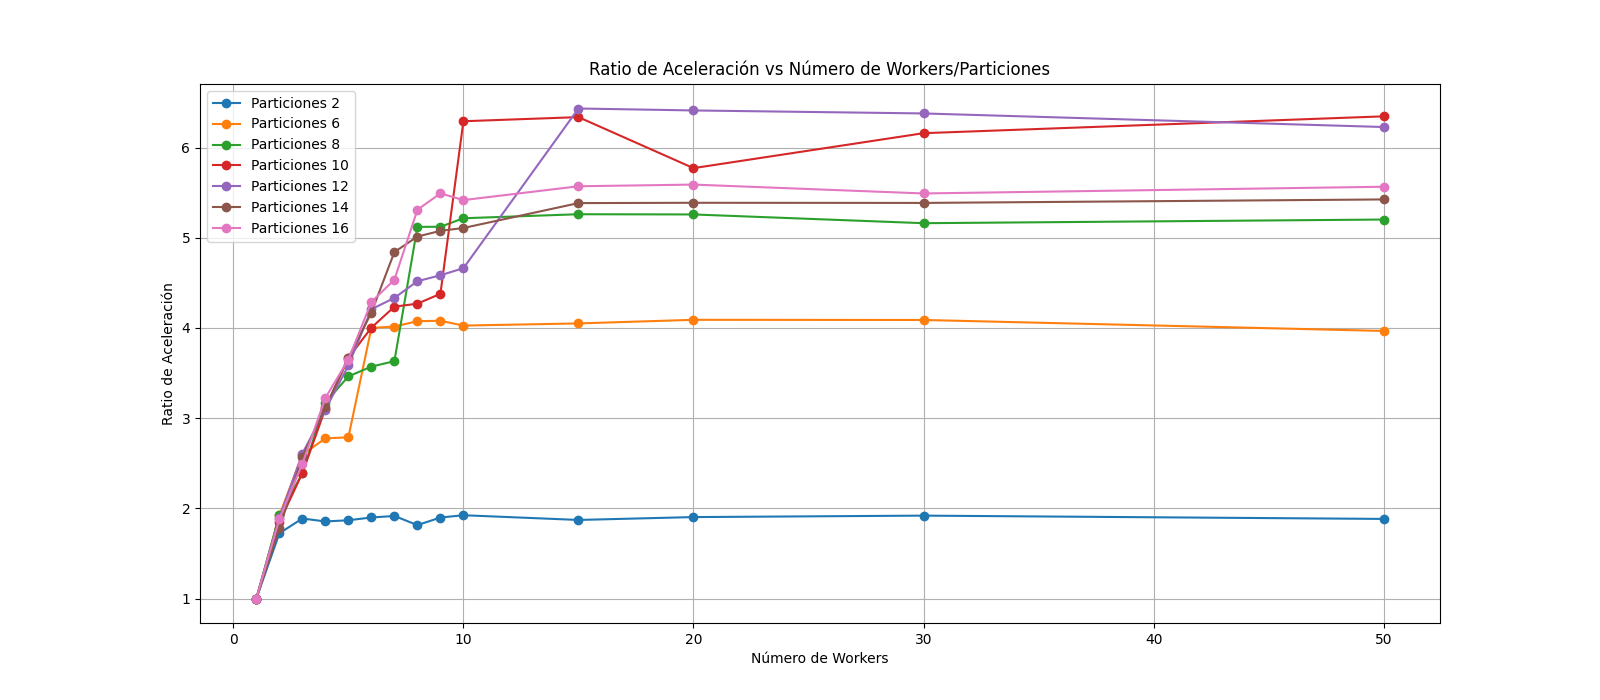 Ratio de Aceleración vs Número de Workers/Particiones
Particiones 2
Particiones 6
Particiones 8
Particiones 10
Particiones 12
Particiones 14
Particiones 16
Ratio de Aceleración
6
5
4
3
2
1
0 10 20 30 40 50
Número de Workers